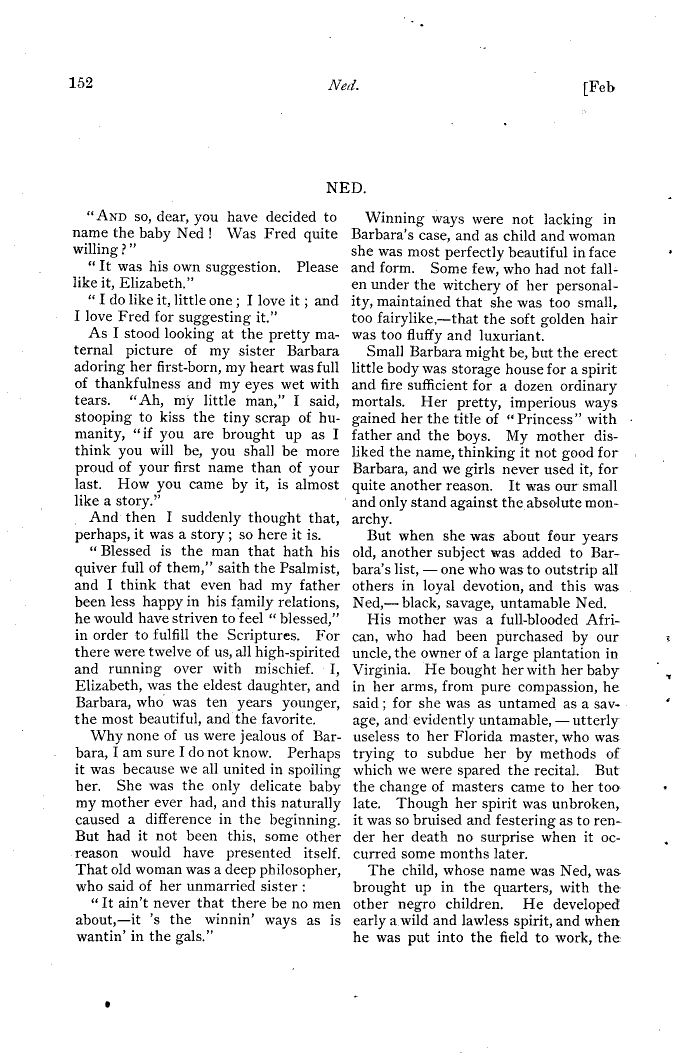 152
Ned.
[Feb
NED.
"AND so, dear, you have decided to
name the baby Ned! Was Fred quite
willing?"
"It was his own suggestion. Please
like it, Elizabeth."
"I do like it, little one; I love it; and
I love Fred for suggesting it."
As I stood looking at the pretty ma-
ternal picture of my sister Barbara
adoring her first-born, my heart was full
of thankfulness and my eyes wet with
tears. "Ah, my little man," I said,
stooping to kiss the tiny scrap of hu-
manity, "if you are brought up as I
think you will be, you shall be more
proud of your first name than of your
last. How you came by it, is almost
like a story."
And then I suddenly thought that,
perhaps, it was a story; so here it is.
"Blessed is the man that hath his
quiver full of them," saith the Psalmist,
and I think that even had my father
been less happy in his family relations,
he would have striven to feel "blessed,"
in order to fulfill the Scriptures. For
there were twelve of us, all high-spirited
and running over with mischief. I,
Elizabeth, was the eldest daughter, and
Barbara, who was ten years younger,
the most beautiful, and the favorite.
Why none of us were jealous of Bar-
bara, I am sure I do not know. Perhaps
it was because we all united in spoiling
her. She was the only delicate baby
my mother ever had, and this naturally
caused a difference in the beginning.
But had it not been this, some other
reason would have presented itself.
That old woman was a deep philosopher,
who said of her unmarried sister:
"It ain't never that there be no men
about,—it 's the winnin' ways as is
wantin' in the gals."
Winning ways were not lacking in
Barbara's case, and as child and woman
she was most perfectly beautiful in face
and form. Some few, who had not fall-
en under the witchery of her personal-
ity, maintained that she was too small,
too fairylike,—that the soft golden hair
was too fluffy and luxuriant.
Small Barbara might be, but the erect
little body was storage house for a spirit
and fire sufficient for a dozen ordinary
mortals. Her pretty, imperious ways
gained her the title of "Princess" with
father and the boys. My mother dis-
liked the name, thinking it not good for
Barbara, and we girls never used it, for
quite another reason. It was our small
and only stand against the absolute mon-
archy.
But when she was about four years
old, another subject was added to Bar-
bara's list, — one who was to outstrip all
others in loyal devotion, and this was
Ned,— black, savage, untamable Ned.
His mother was a full-blooded Afri-
can, who had been purchased by our
uncle, the owner of a large plantation in
Virginia. He bought her with her baby
in her arms, from pure compassion, he
said; for she was as untamed as a sav-
age, and evidently untamable, — utterly
useless to her Florida master, who was
trying to subdue her by methods of
which we were spared the recital. But
the change of masters came to her too
late. Though her spirit was unbroken,
it was so bruised and festering as to ren-
der her death no surprise when it oc-
curred some months later.
The child, whose name was Ned, was
brought up in the quarters, with the
other negro children. He developed
early a wild and lawless spirit, and when
he was put into the field to work, the